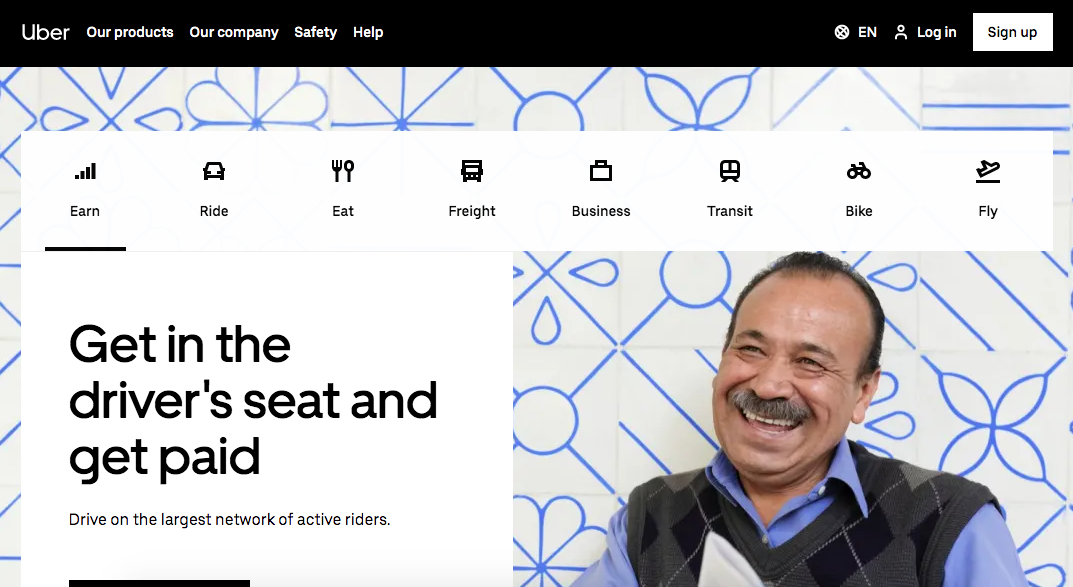 Uber Our products Our company Safety Help EN Log in Sign up
Earn Ride Eat Freight Business Transit Bike Fly
Get in the
driver's seat and
get paid
Drive on the largest network of active riders.